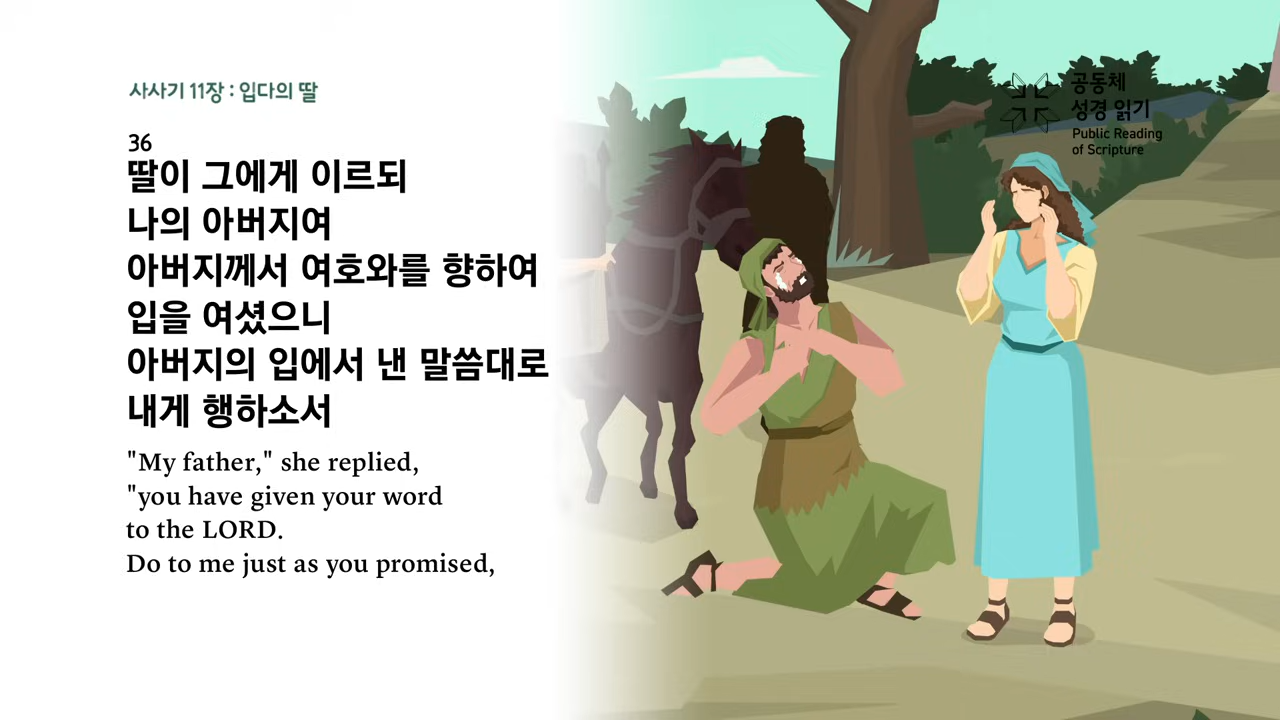 사사기 11장 : 입다의 딸
36
딸이 그에게 이르되
나의 아버지여
아버지께서 여호와를 향하여
입을 여셨으니
아버지의 입에서 낸 말씀대로
내게 행하소서
"My father," she replied,
"you have given your word
to the LORD.
Do to me just as you promised,
공동체
성경 읽기
Public Reading
of Scripture